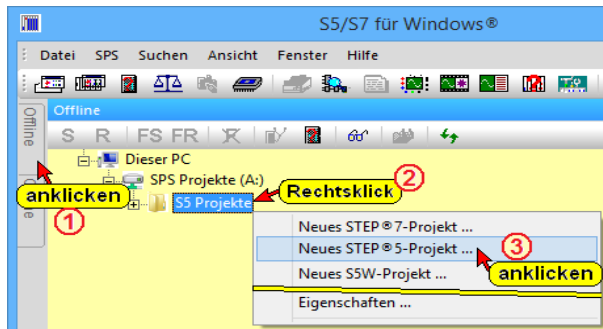 S5/S7 für Windows®
Datei SPS Suchen Ansicht Fenster Hilfe
Offline
Offline
S R FS FR
Dieser PC
SPS Projekte (A:)
S5 Projekte
anklicken
1
Rechtsklick
2
Neues STEP®7-Projekt ...
Neues STEP®5-Projekt ...
3
Neues S5W-Projekt ...
anklicken
Eigenschaften ...